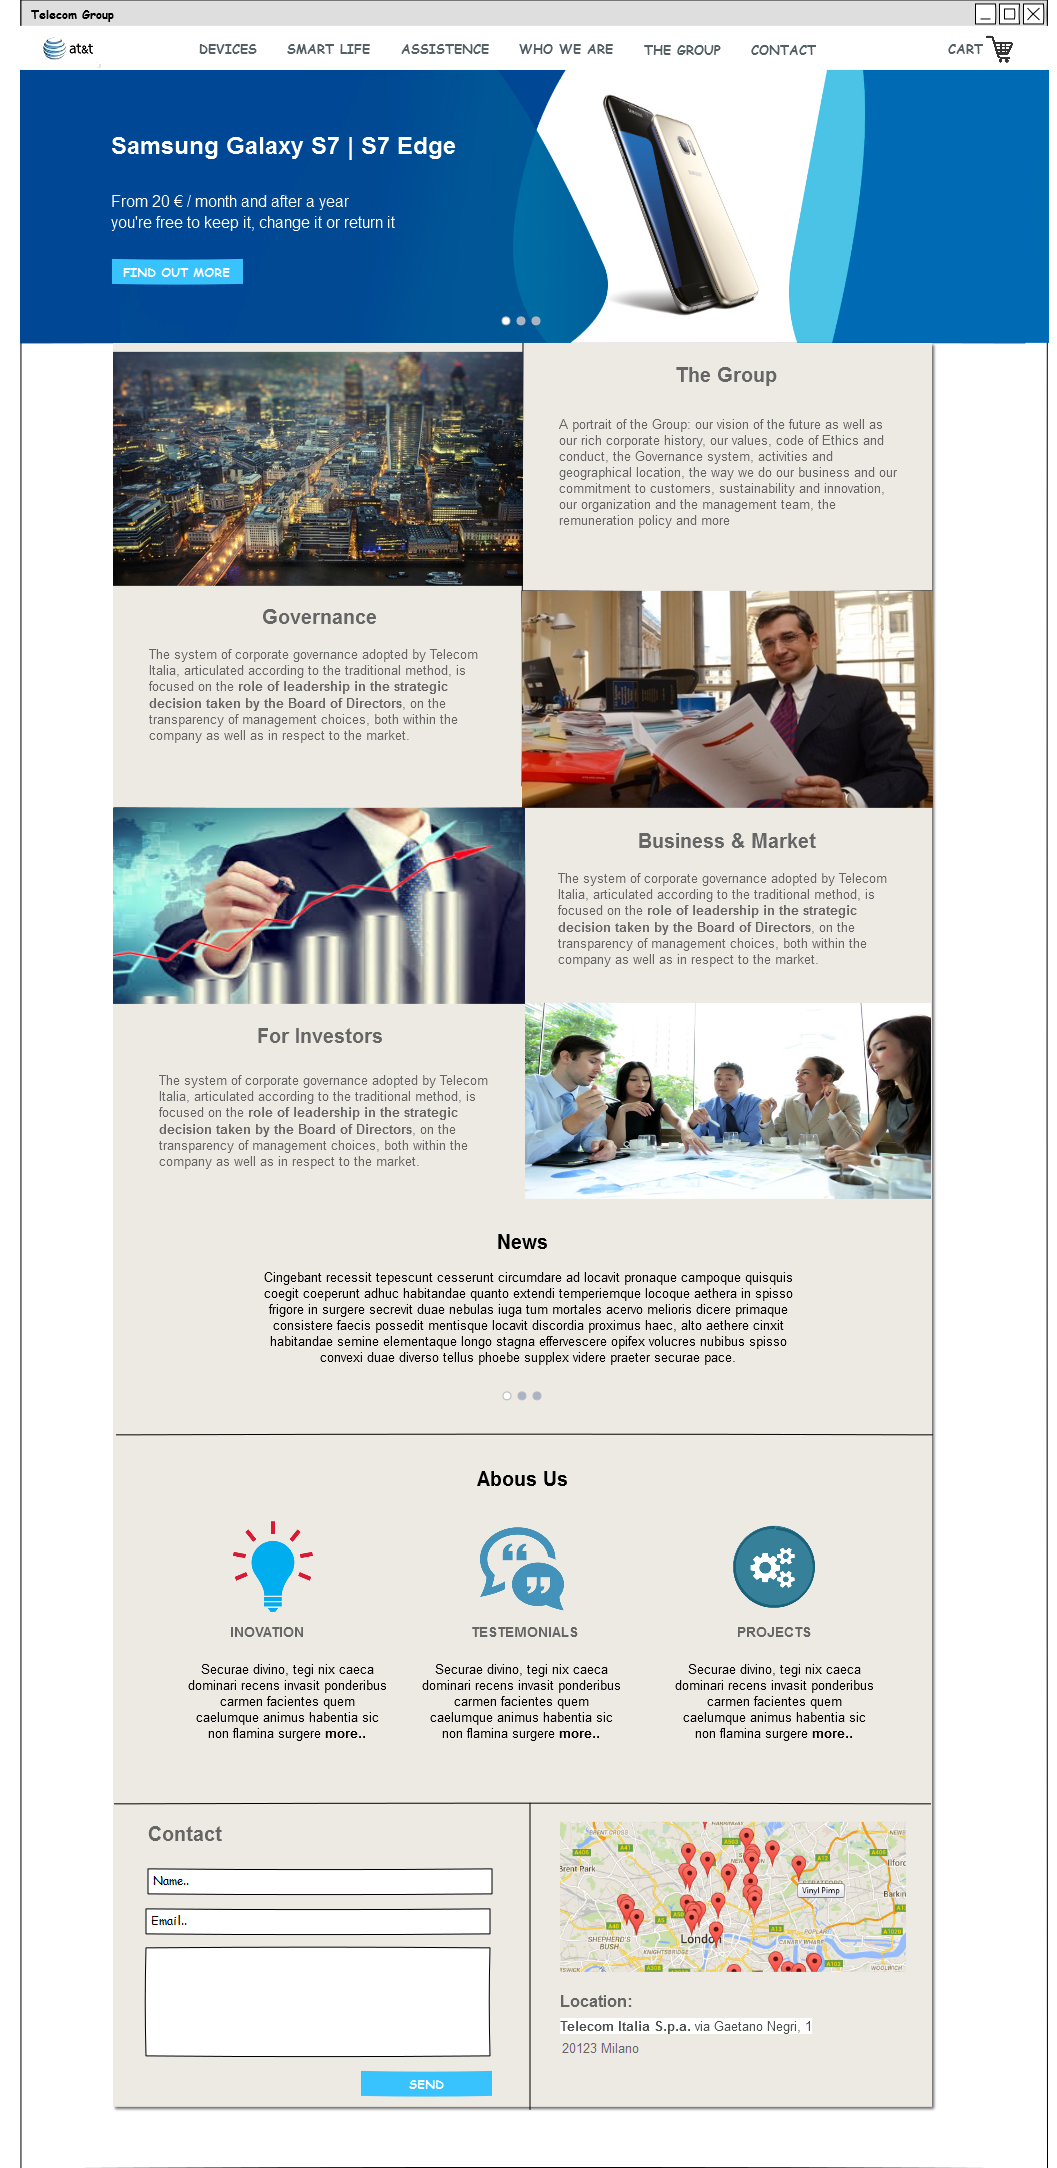 Telecom Group
at&t
DEVICES SMART LIFE ASSISTENCE WHO WE ARE THE GROUP CONTACT CART
Samsung Galaxy S7 | S7 Edge
From 20 € / month and after a year
you're free to keep it, change it or return it
FIND OUT MORE
The Group
A portrait of the Group: our vision of the future as well as
our rich corporate history, our values, code of Ethics and
conduct, the Governance system, activities and
geographical location, the way we do our business and our
commitment to customers, sustainability and innovation,
our organization and the management team, the
remuneration policy and more
Governance
The system of corporate governance adopted by Telecom
Italia, articulated according to the traditional method, is
focused on the role of leadership in the strategic
decision taken by the Board of Directors, on the
transparency of management choices, both within the
company as well as in respect to the market.
Business & Market
The system of corporate governance adopted by Telecom
Italia, articulated according to the traditional method, is
focused on the role of leadership in the strategic
decision taken by the Board of Directors, on the
transparency of management choices, both within the
company as well as in respect to the market.
For Investors
The system of corporate governance adopted by Telecom
Italia, articulated according to the traditional method, is
focused on the role of leadership in the strategic
decision taken by the Board of Directors, on the
transparency of management choices, both within the
company as well as in respect to the market.
News
Cingebant recessit tepescunt cesserunt circumdare ad locavit pronaque campoque quisquis
coegit coeperunt adhuc habitandae quanto extendi temperiemque locoque aethera in spisso
frigore in surgere secrevit duae nebulas iuga tum mortales acervo melioris dicere primaque
consistere faecis possedit mentisque locavit discordia proximus haec, alto aethere cinxit
habitandae semine elementaque longo stagna effervescere opifex volucres nubibus spisso
convexi duae diverso tellus phoebe supplex videre praeter securae pace.
Abous Us
INOVATION
Securae divino, tegi nix caeca
dominari recens invasit ponderibus
carmen facientes quem
caelumque animus habentia sic
non flamina surgere more..
TESTEMONIALS
Securae divino, tegi nix caeca
dominari recens invasit ponderibus
carmen facientes quem
caelumque animus habentia sic
non flamina surgere more..
PROJECTS
Securae divino, tegi nix caeca
dominari recens invasit ponderibus
carmen facientes quem
caelumque animus habentia sic
non flamina surgere more..
Contact
Name..
Email..
SEND
Brent Park
Vinyl Pimp
London
SHEPHERD'S
BUSH
KNIGHTSBRIDGE
CANARY WHARF
WOOLWICH
Location:
Telecom Italia S.p.a. via Gaetano Negri, 1
20123 Milano